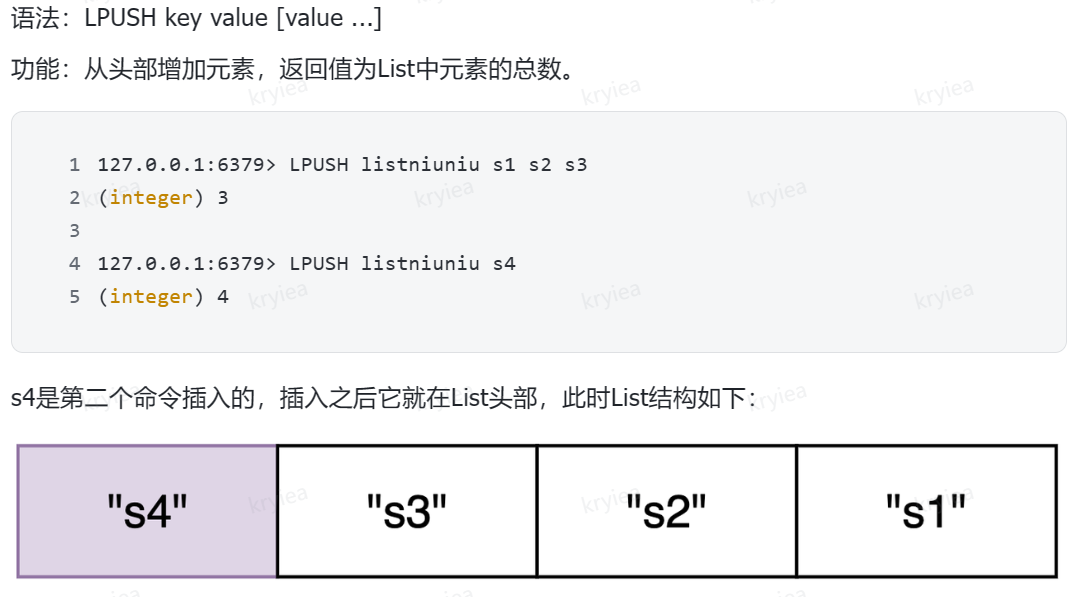 语法：LPUSH key value [value ...]
功能：从头部增加元素，返回值为List中元素的总数。
1 127.0.0.1:6379> LPUSH listniuniu s1 s2 s3
2 (integer) 3
3
4 127.0.0.1:6379> LPUSH listniuniu s4
5 (integer) 4
s4是第二个命令插入的，插入之后它就在List头部，此时List结构如下：
"s4" "s3" "s2" "s1"
kryiea